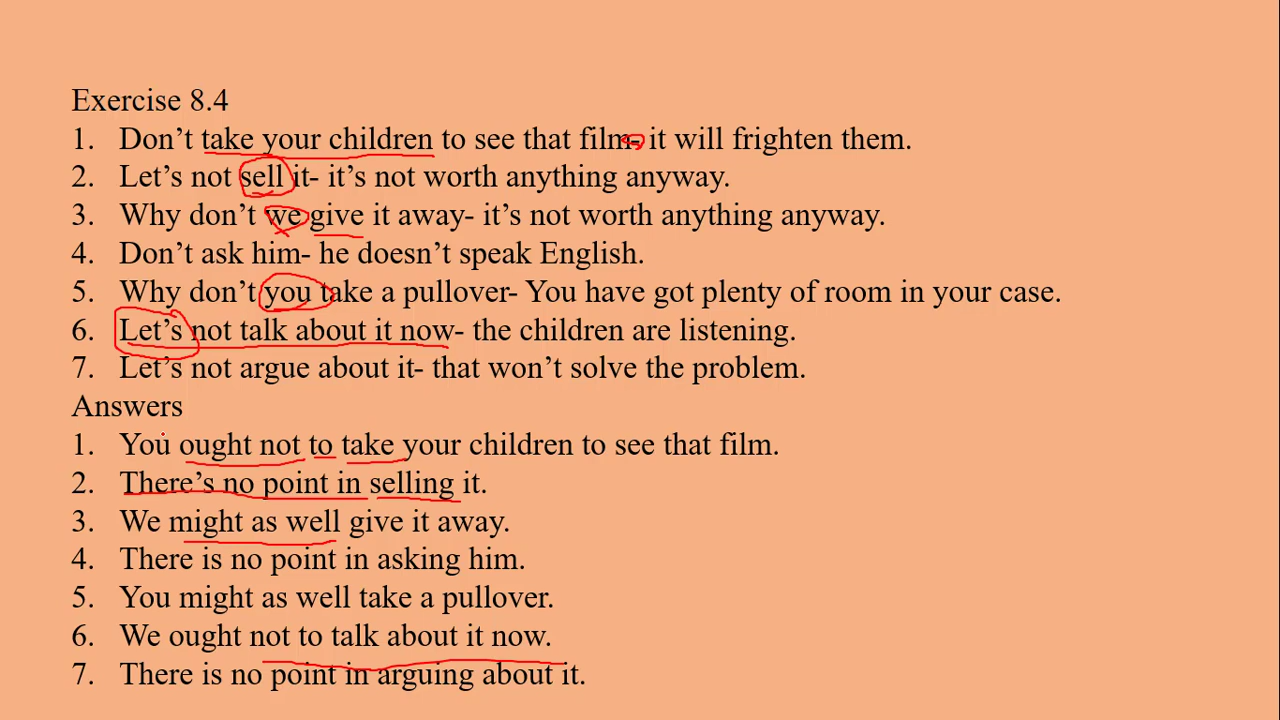 Exercise 8.4
1. Don’t take your children to see that film- it will frighten them.
2. Let’s not sell it- it’s not worth anything anyway.
3. Why don’t we give it away- it’s not worth anything anyway.
4. Don’t ask him- he doesn’t speak English.
5. Why don’t you take a pullover- You have got plenty of room in your case.
6. Let’s not talk about it now- the children are listening.
7. Let’s not argue about it- that won’t solve the problem.
Answers
1. You ought not to take your children to see that film.
2. There’s no point in selling it.
3. We might as well give it away.
4. There is no point in asking him.
5. You might as well take a pullover.
6. We ought not to talk about it now.
7. There is no point in arguing about it.